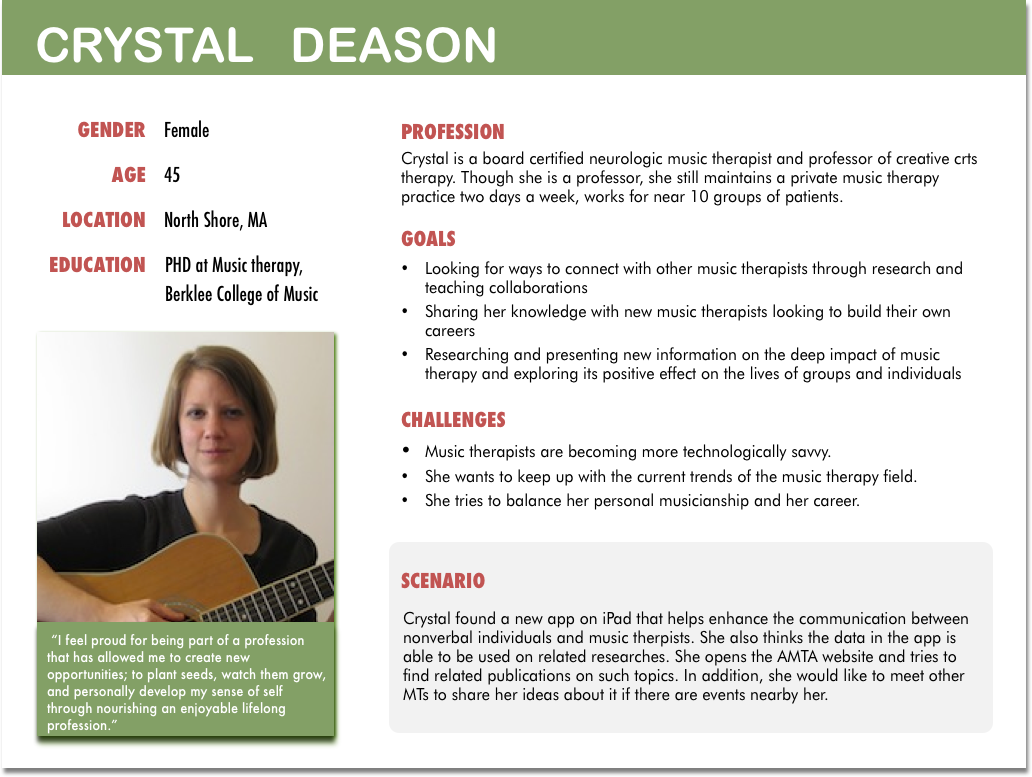 CRYSTAL DEASON
GENDER Female
AGE 45
LOCATION North Shore, MA
EDUCATION PHD at Music therapy,
Berklee College of Music
“I feel proud for being part of a profession
that has allowed me to create new
opportunities; to plant seeds, watch them grow,
and personally develop my sense of self
through nourishing an enjoyable lifelong
profession.”
PROFESSION
Crystal is a board certified neurologic music therapist and professor of creative crts
therapy. Though she is a professor, she still maintains a private music therapy
practice two days a week, works for near 10 groups of patients.
GOALS
• Looking for ways to connect with other music therapists through research and
teaching collaborations
• Sharing her knowledge with new music therapists looking to build their own
careers
• Researching and presenting new information on the deep impact of music
therapy and exploring its positive effect on the lives of groups and individuals
CHALLENGES
• Music therapists are becoming more technologically savvy.
• She wants to keep up with the current trends of the music therapy field.
• She tries to balance her personal musicianship and her career.
SCENARIO
Crystal found a new app on iPad that helps enhance the communication between
nonverbal individuals and music therpists. She also thinks the data in the app is
able to be used on related researches. She opens the AMTA website and tries to
find related publications on such topics. In addition, she would like to meet other
MTs to share her ideas about it if there are events nearby her.